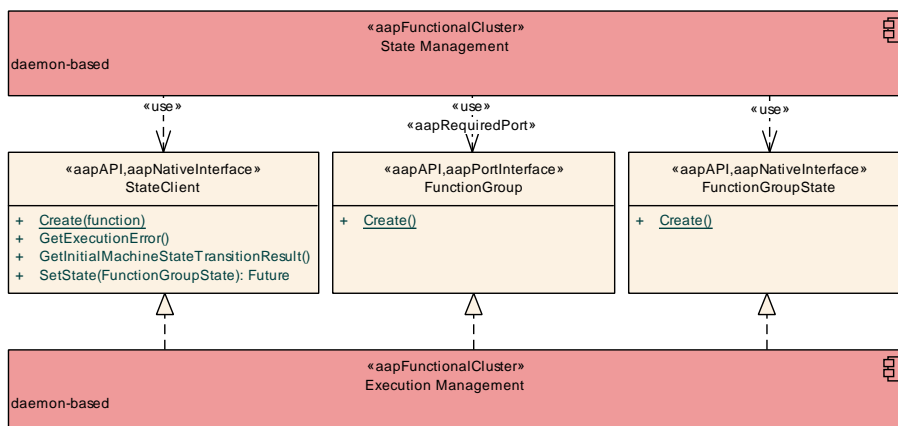 «aapFunctionalCluster»
State Management
daemon-based
«use»
«use»
«use»
«aapRequiredPort»
«aapAPI,aapNativeInterface»
StateClient
+ Create(function)
+ GetExecutionError()
+ GetInitialMachineStateTransitionResult()
+ SetState(FunctionGroupState): Future
«aapAPI,aapPortInterface»
FunctionGroup
+ Create()
«aapAPI,aapNativeInterface»
FunctionGroupState
+ Create()
«aapFunctionalCluster»
Execution Management
daemon-based